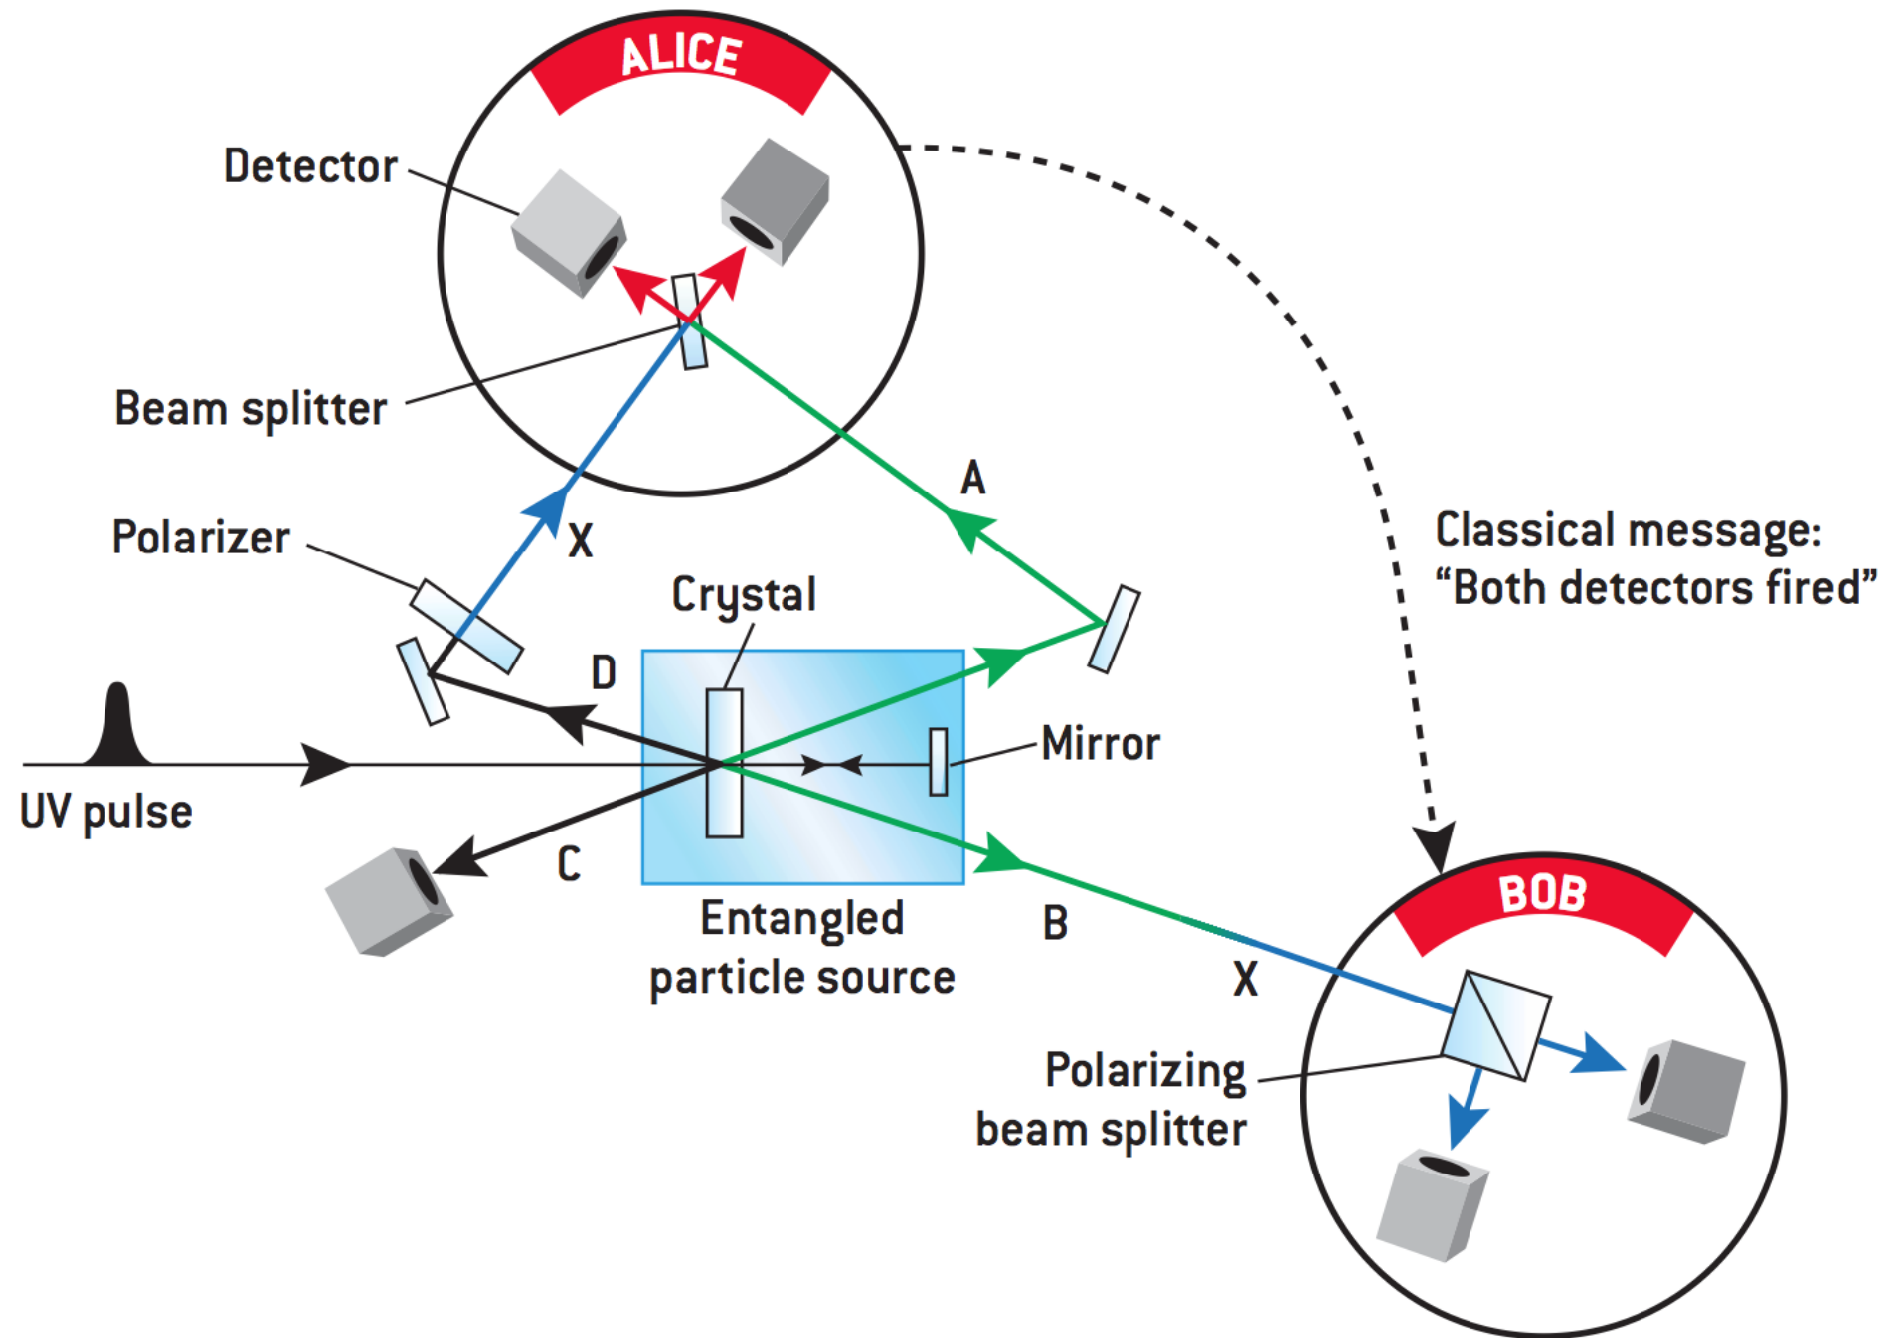 ALICE
Detector
Beam splitter
A
Polarizer
X
Classical message:
“Both detectors fired”
Crystal
D
Mirror
UV pulse
C
Entangled
particle source
B
X
BOB
Polarizing
beam splitter